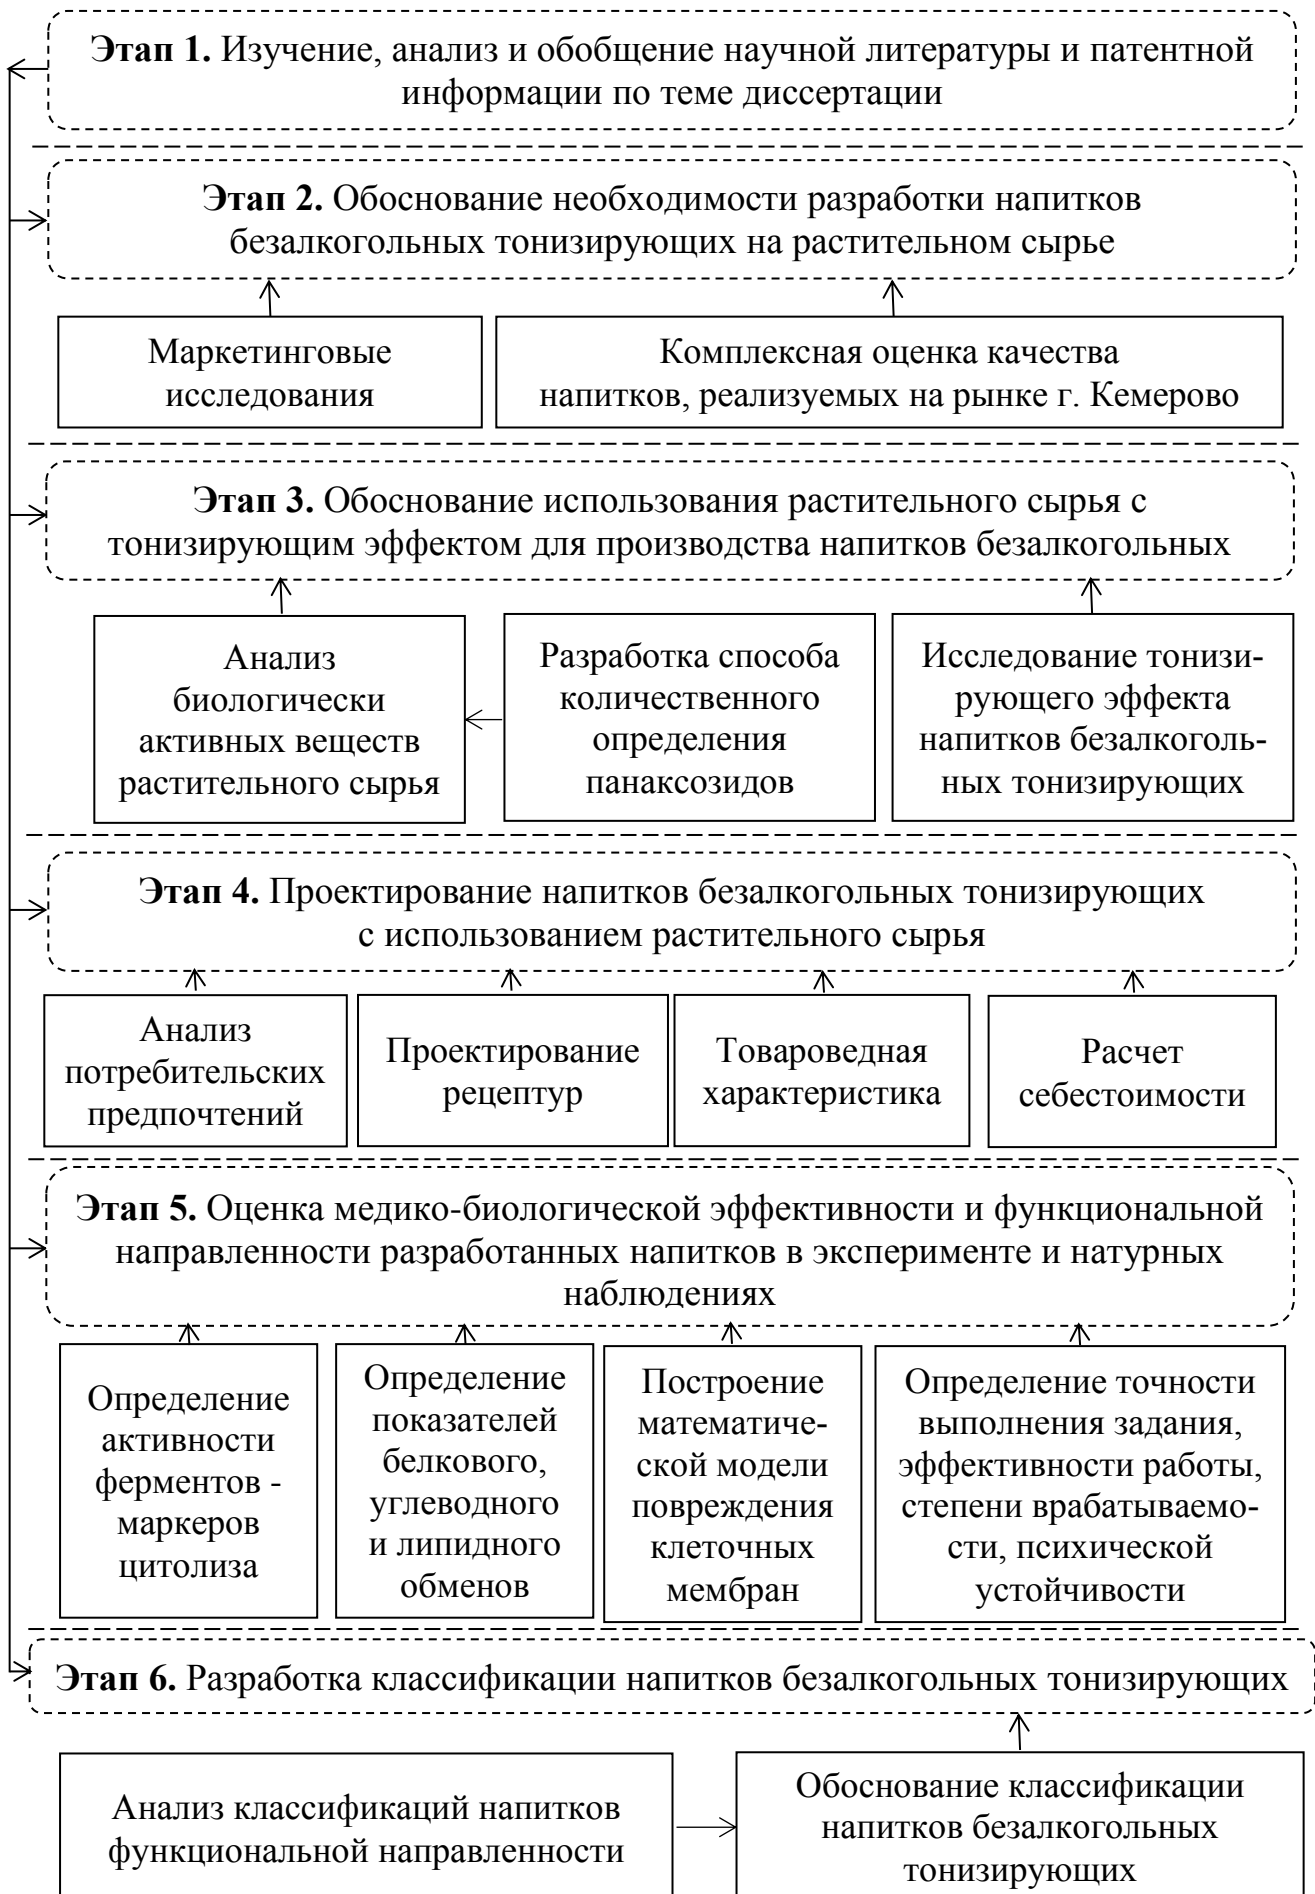 Этап 1. Изучение, анализ и обобщение научной литературы и патентной
информации по теме диссертации
Этап 2. Обоснование необходимости разработки напитков
безалкогольных тонизирующих на растительном сырье
Маркетинговые
исследования
Комплексная оценка качества
напитков, реализуемых на рынке г. Кемерово
Этап 3. Обоснование использования растительного сырья с
тонизирующим эффектом для производства напитков безалкогольных
Анализ
биологически
активных веществ
растительного сырья
Разработка способа
количественного
определения
панаксозидов
Исследование тонизи-
рующего эффекта
напитков безалкоголь-
ных тонизирующих
Этап 4. Проектирование напитков безалкогольных тонизирующих
с использованием растительного сырья
Анализ
потребительских
предпочтений
Проектирование
рецептур
Товароведная
характеристика
Расчет
себестоимости
Этап 5. Оценка медико-биологической эффективности и функциональной
направленности разработанных напитков в эксперименте и натурных
наблюдениях
Определение
активности
ферментов -
маркеров
цитолиза
Определение
показателей
белкового,
углеводного
и липидного
обменов
Построение
математиче-
ской модели
повреждения
клеточных
мембран
Определение точности
выполнения задания,
эффективности работы,
степени врабатываемо-
сти, психической
устойчивости
Этап 6. Разработка классификации напитков безалкогольных тонизирующих
Анализ классификаций напитков
функциональной направленности
Обоснование классификации
напитков безалкогольных
тонизирующих